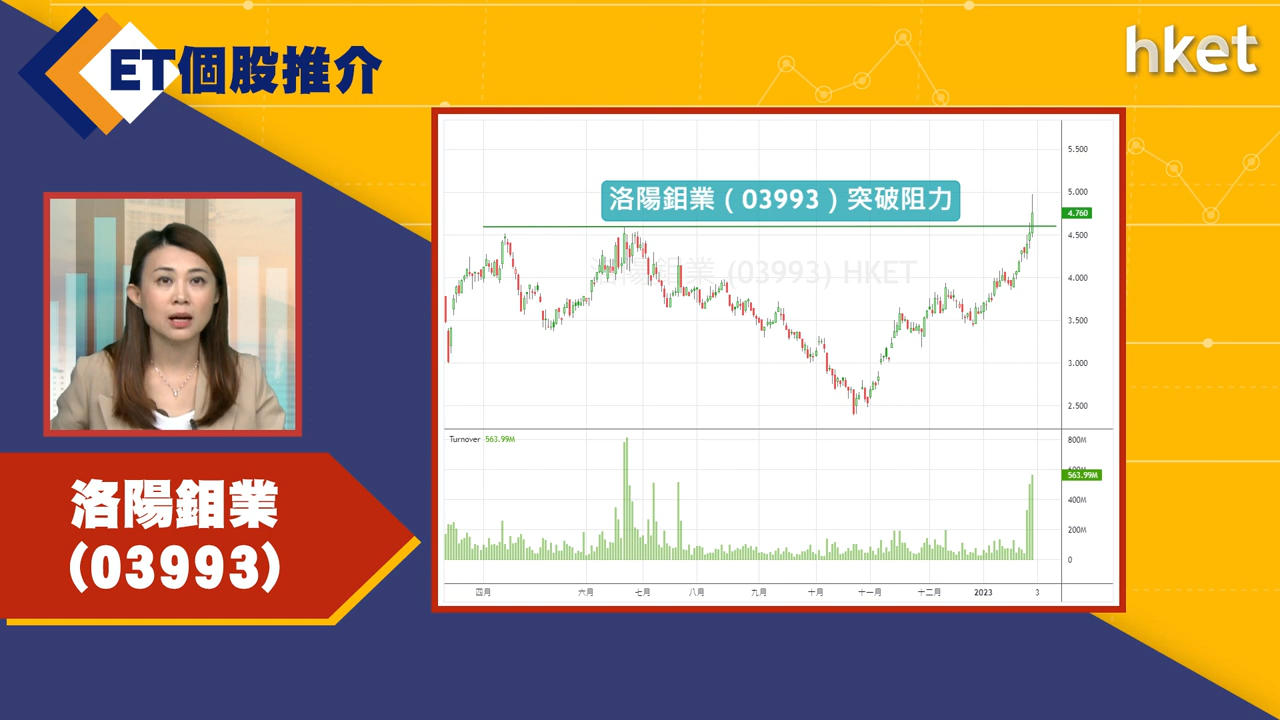 ET個股推介
hket
洛陽鉬業
(03993)
洛陽鉬業(03993)突破阻力
洛陽鉬業 (03993) HKET
5.500
5.000
4.760
4.500
4.000
3.500
3.000
2.500
Turnover 563.99M
800M
600M
563.99M
400M
200M
0
四月 六月 七月 八月 九月 十月 十一月 十二月 2023 3